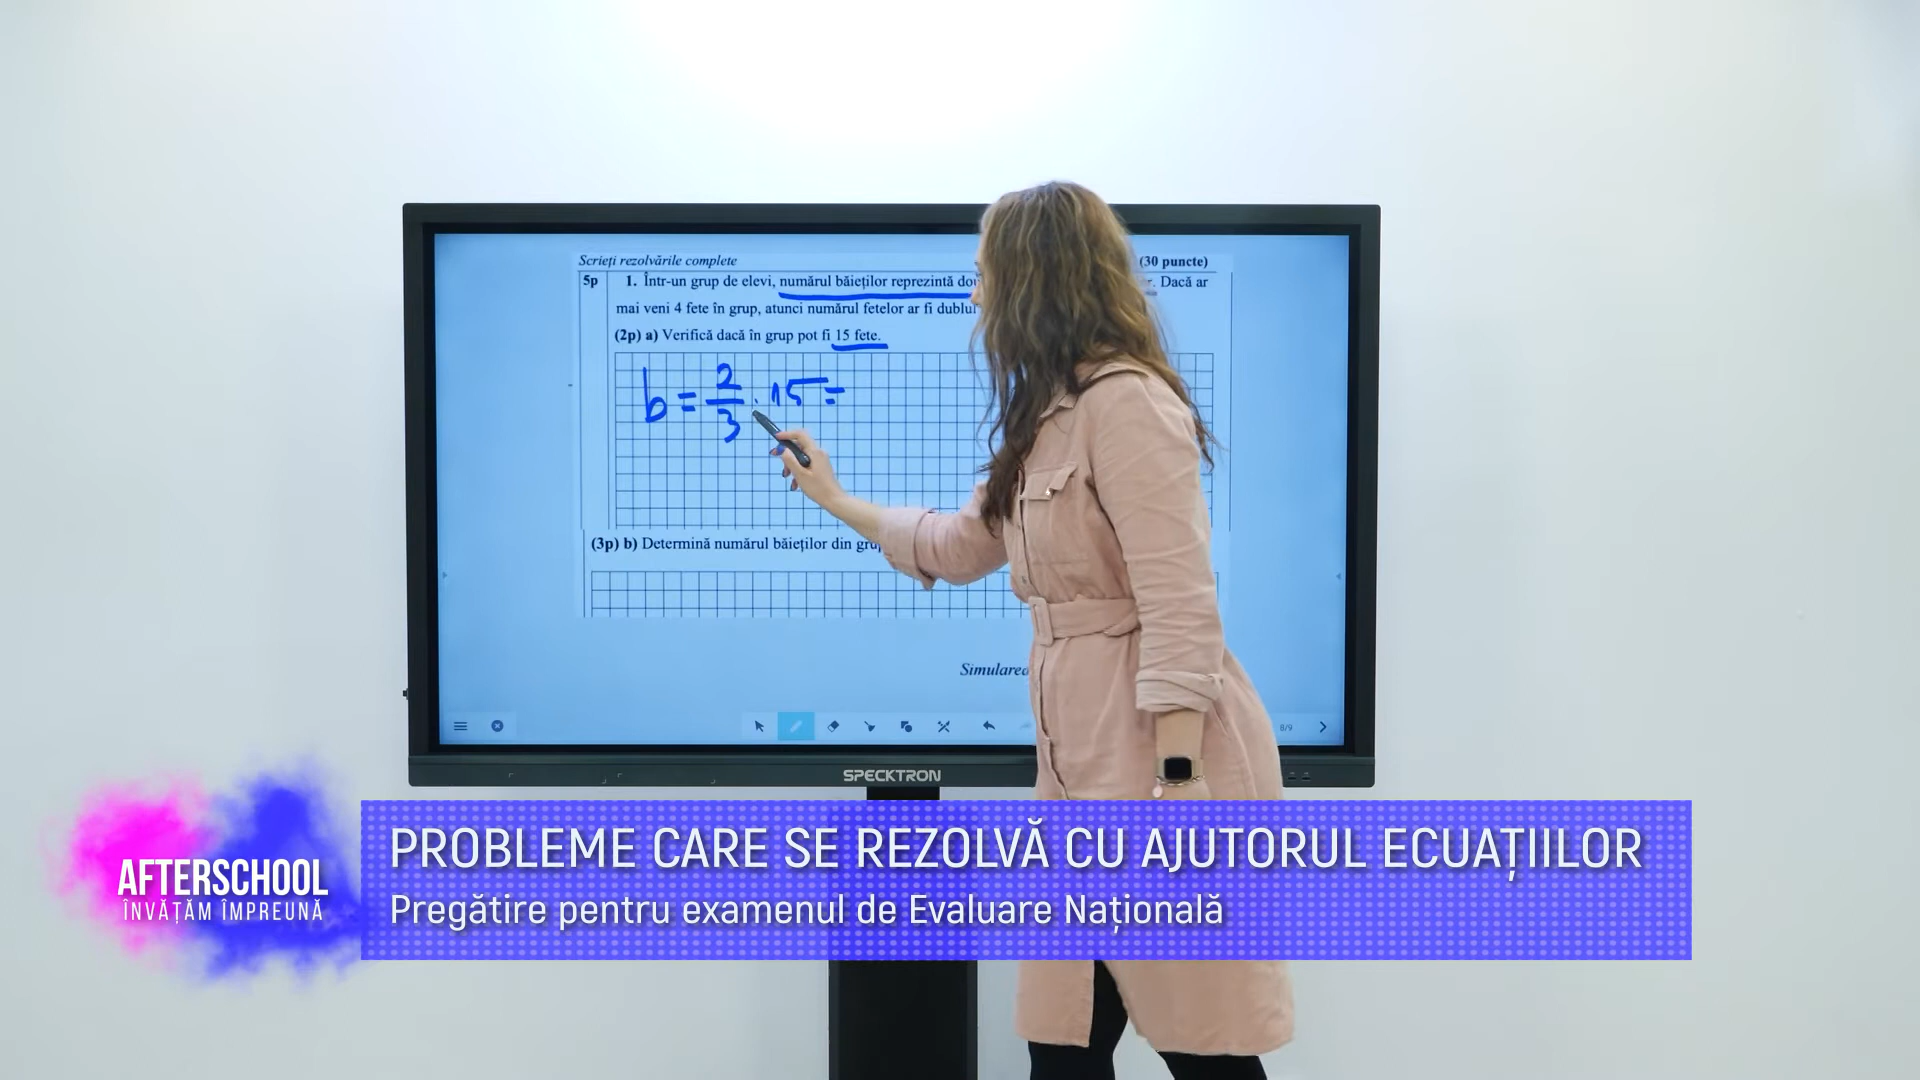 Scrieți rezolvările complete
(30 puncte)
5p 1. Într-un grup de elevi, numărul băieților reprezintă Dacă ar
mai veni 4 fete în grup, atunci numărul fetelor ar fi dublul
(2p) a) Verifică dacă în grup pot fi 15 fete.
b = 2/3 · 15 =
(3p) b) Determină numărul băieților din
8/9
SPECKTRON
AFTERSCHOOL
ÎNVĂȚĂM ÎMPREUNĂ
PROBLEME CARE SE REZOLVĂ CU AJUTORUL ECUAȚIILOR
Pregătire pentru examenul de Evaluare Națională